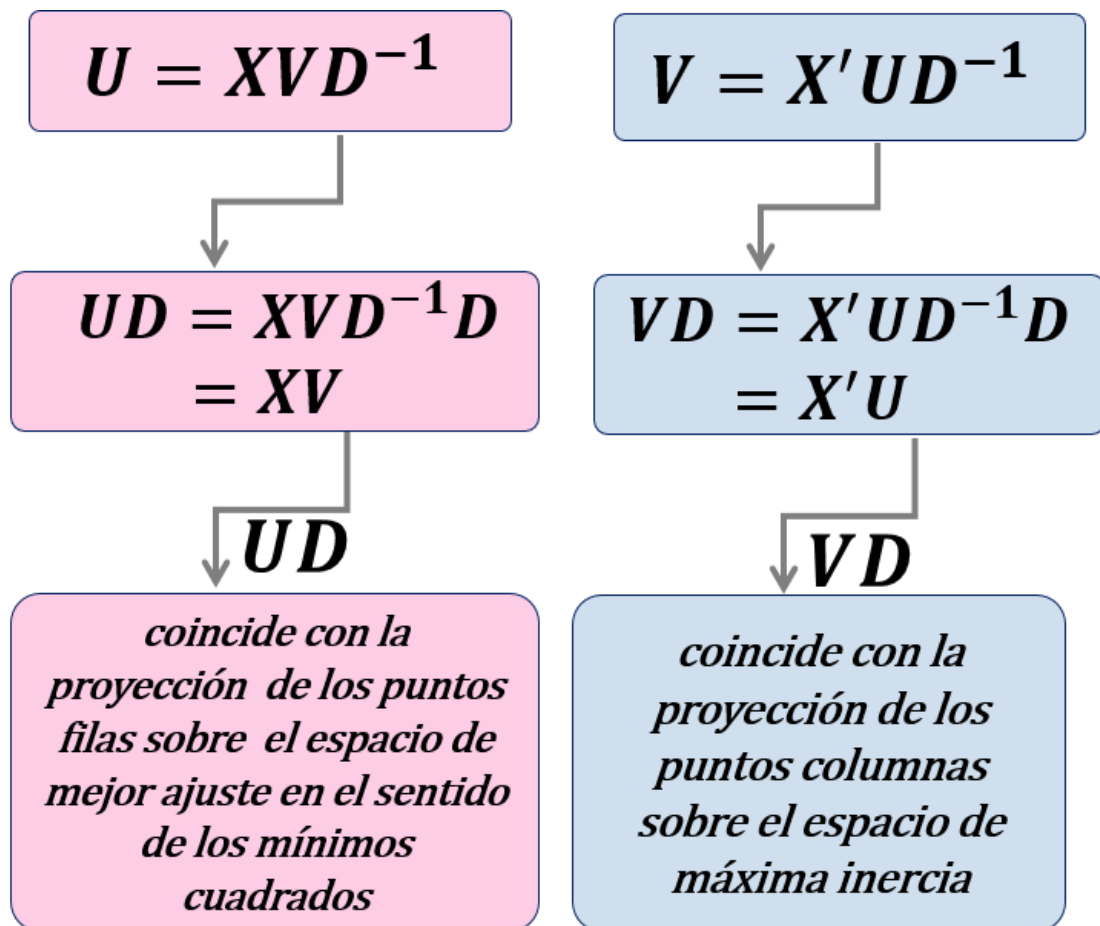 U = XVD⁻¹
UD = XVD⁻¹D
= XV
UD
coincide con la
proyección de los puntos
filas sobre el espacio de
mejor ajuste en el sentido
de los mínimos
cuadrados
V = X′UD⁻¹
VD = X′UD⁻¹D
= X′U
VD
coincide con la
proyección de los
puntos columnas
sobre el espacio de
máxima inercia